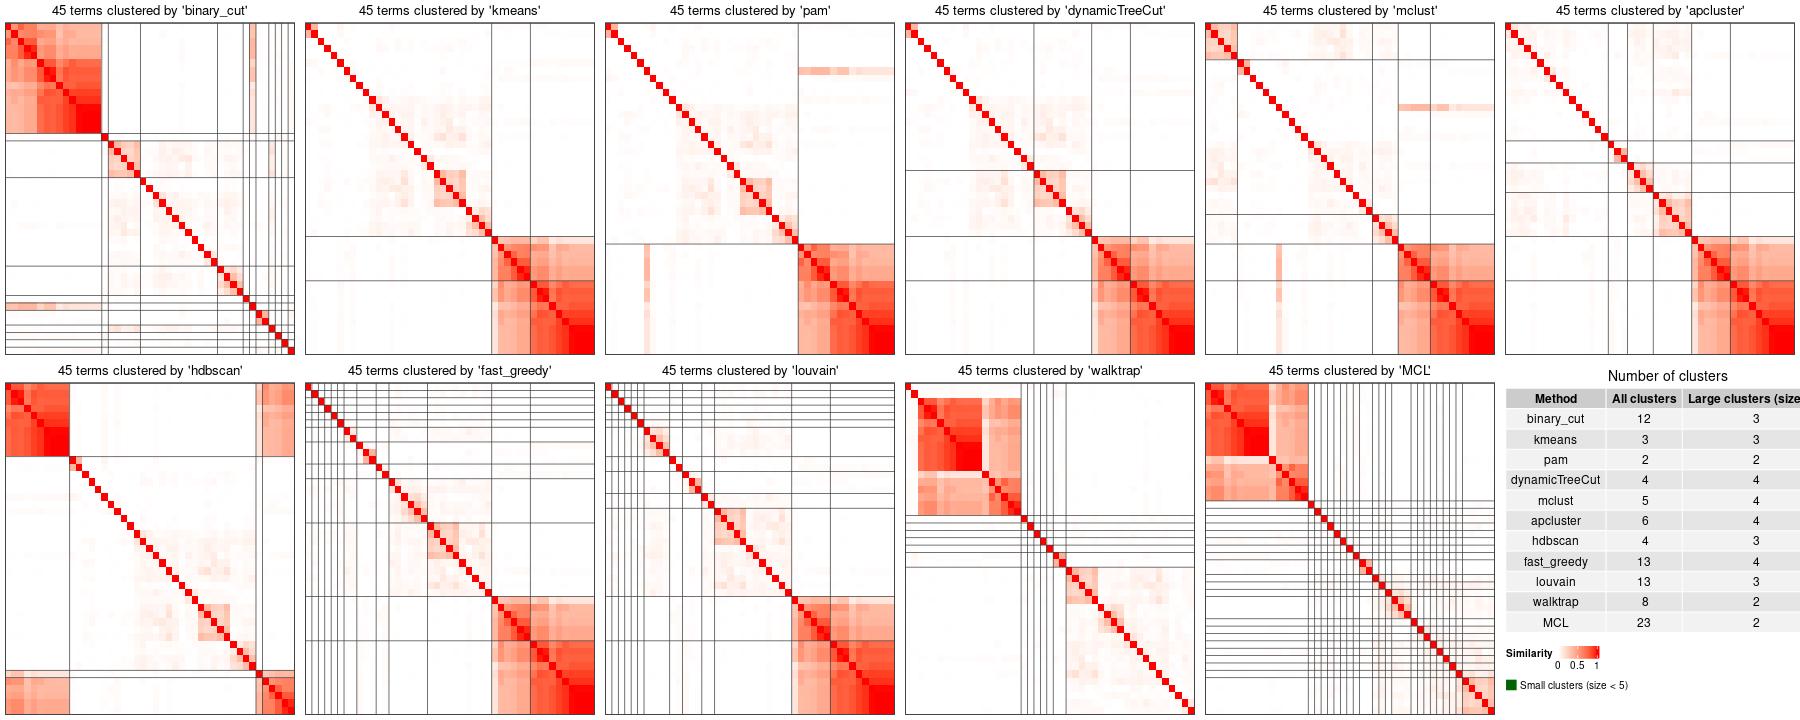 45 terms clustered by 'binary_cut'
45 terms clustered by 'kmeans'
45 terms clustered by 'pam'
45 terms clustered by 'dynamicTreeCut'
45 terms clustered by 'mclust'
45 terms clustered by 'apcluster'
45 terms clustered by 'hdbscan'
45 terms clustered by 'fast_greedy'
45 terms clustered by 'louvain'
45 terms clustered by 'walktrap'
45 terms clustered by 'MCL'
Number of clusters
Method All clusters Large clusters (size
binary_cut 12 3
kmeans 3 3
pam 2 2
dynamicTreeCut 4 4
mclust 5 4
apcluster 6 4
hdbscan 4 3
fast_greedy 13 4
louvain 13 3
walktrap 8 2
MCL 23 2
Similarity
0 0.5 1
Small clusters (size < 5)